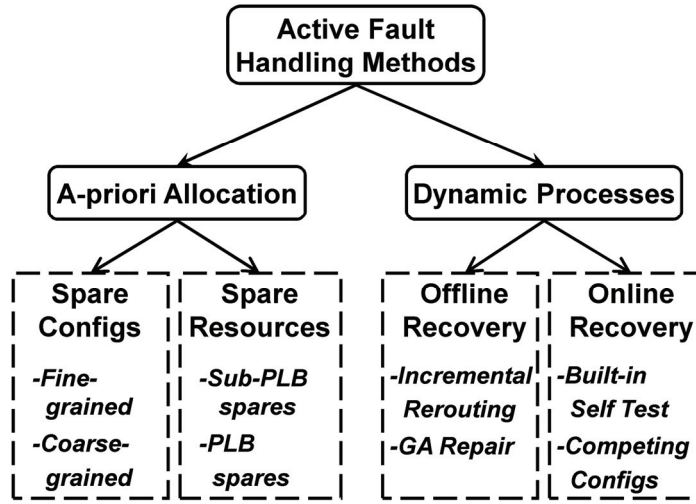 Active Fault
Handling Methods
A-priori Allocation
Dynamic Processes
Spare
Configs
-Fine-
grained
-Coarse-
grained
Spare
Resources
-Sub-PLB
spares
-PLB
spares
Offline
Recovery
-Incremental
Rerouting
-GA Repair
Online
Recovery
-Built-in
Self Test
-Competing
Configs